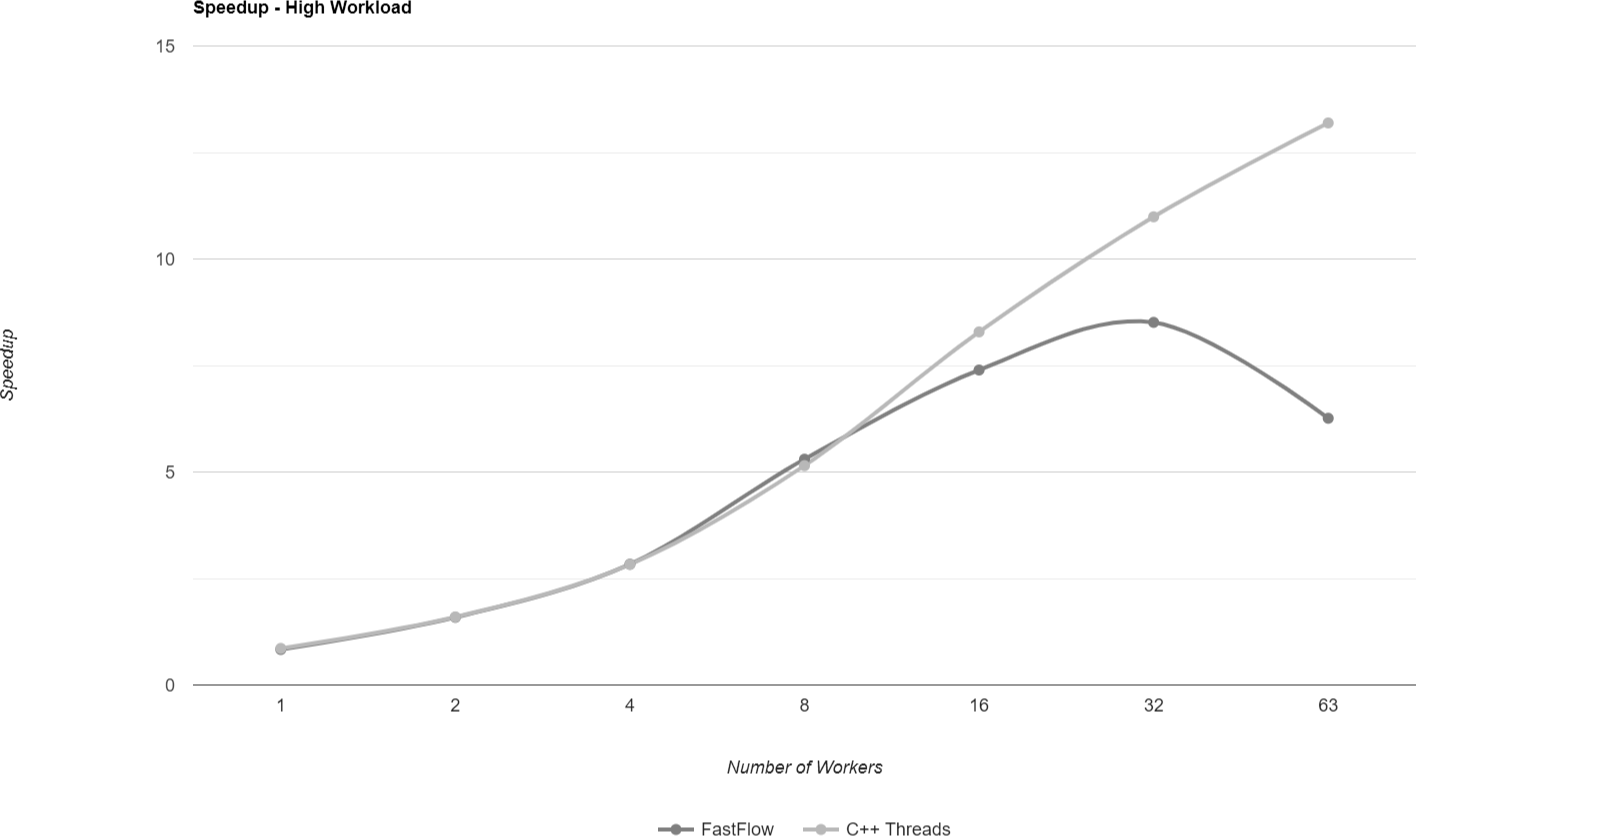 Speedup - High Workload
15
10
5
0
Speedup
1 2 4 8 16 32 63
Number of Workers
FastFlow C++ Threads